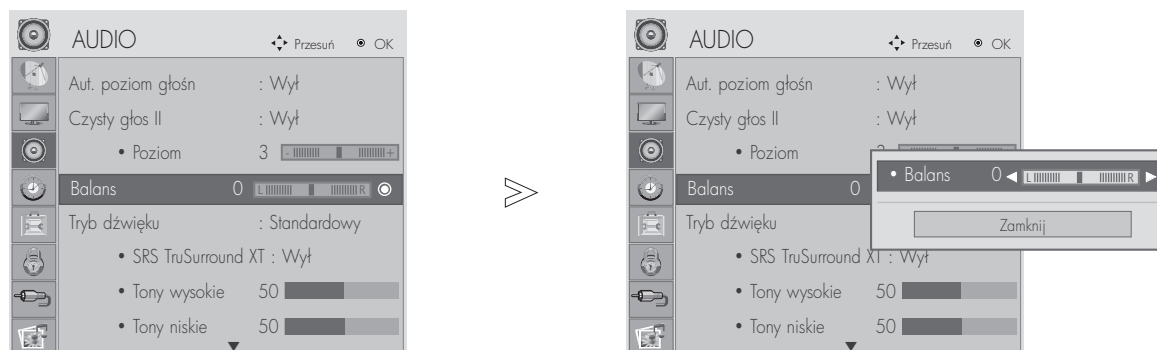 AUDIO Przesuń OK
Aut. poziom głośn : Wył
Czysty głos II : Wył
• Poziom 3 - +
Balans 0 L R
Tryb dźwięku : Standardowy
• SRS TruSurround XT : Wył
• Tony wysokie 50
• Tony niskie 50
AUDIO Przesuń OK
Aut. poziom głośn : Wył
Czysty głos II : Wył
• Poziom
Balans 0
• Balans 0 L R
Zamknij
Tryb dźwięku
• SRS TruSurround XT : Wył
• Tony wysokie 50
• Tony niskie 50